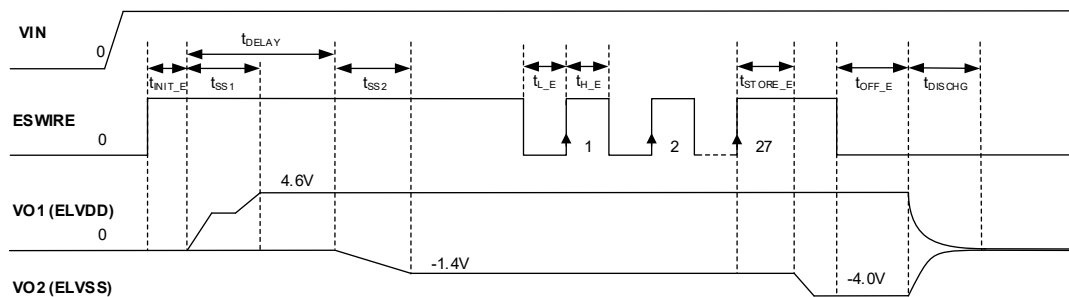 VIN
0
tDELAY
tINIT_E
tSS1
tSS2
tL_E
tH_E
tSTORE_E
tOFF_E
tDISCHG
ESWIRE
0
1
2
27
4.6V
VO1 (ELVDD)
0
-1.4V
-4.0V
VO2 (ELVSS)